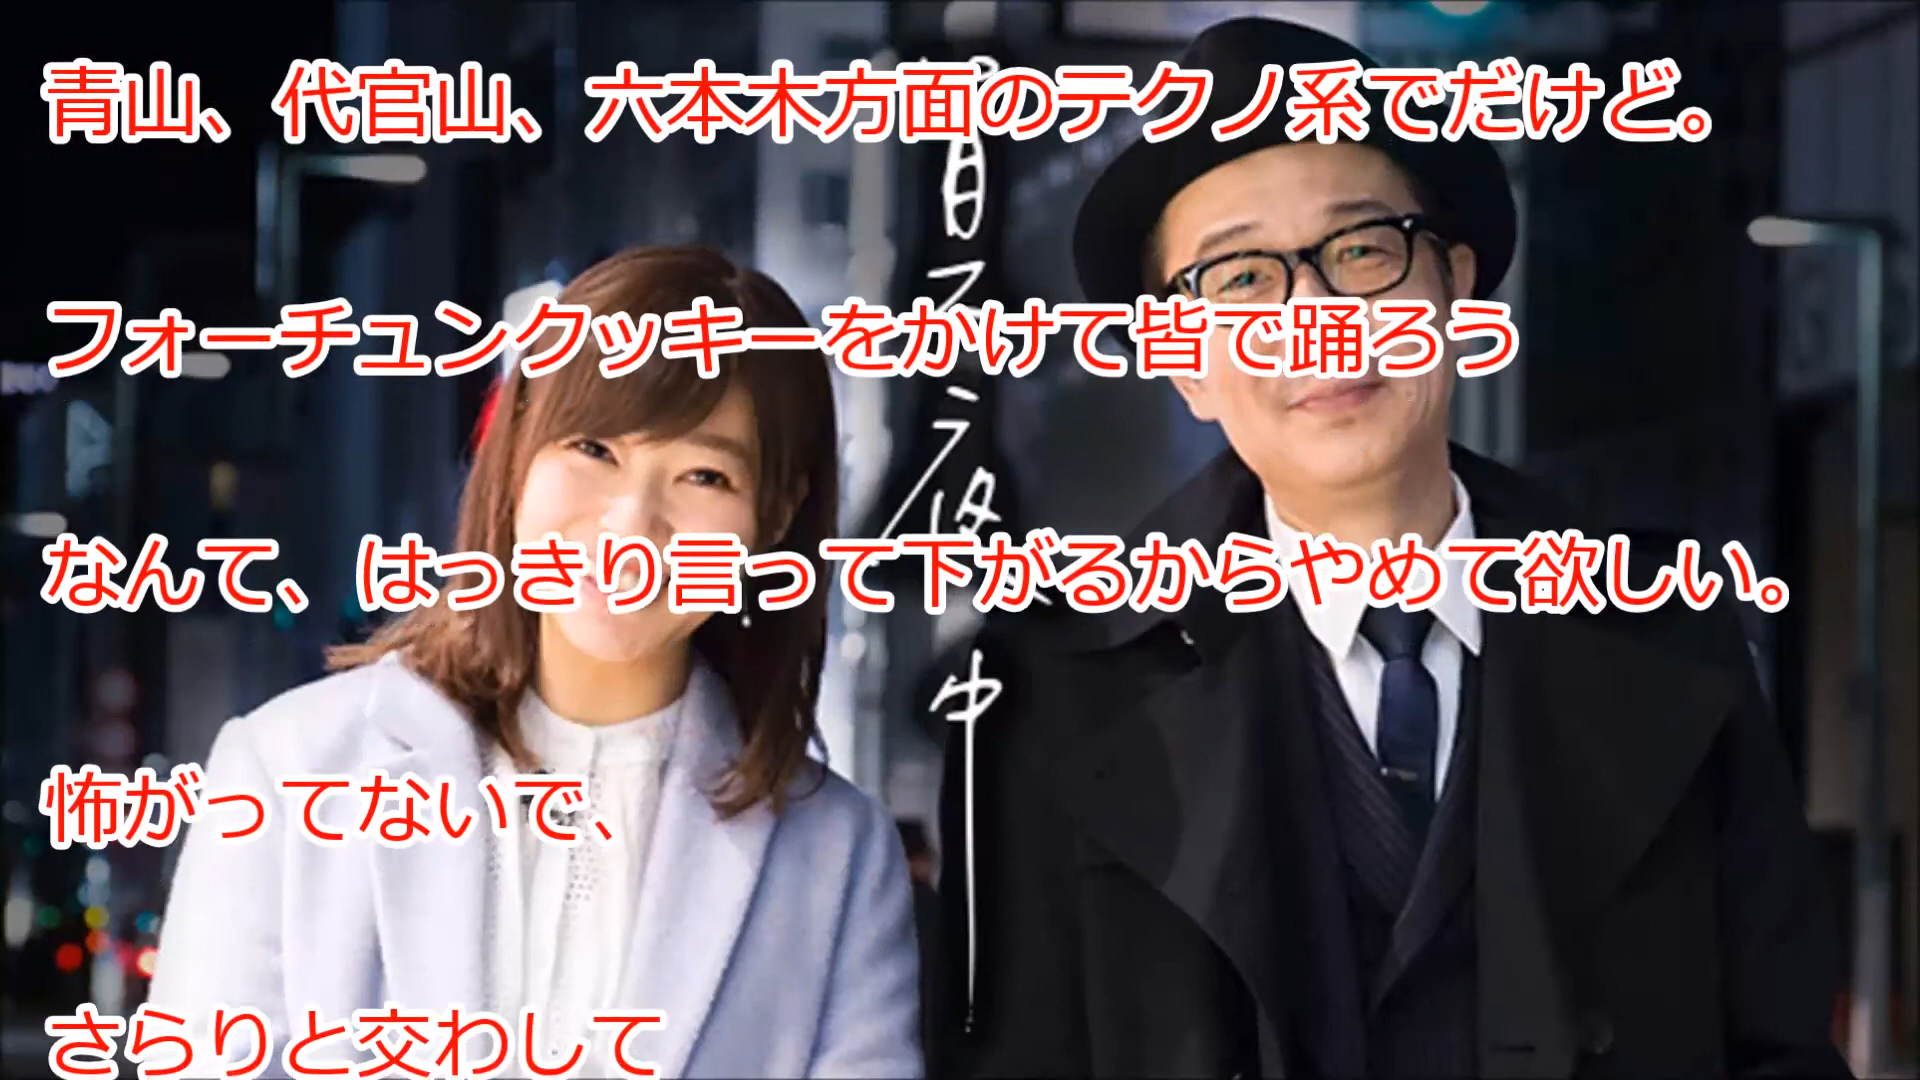 青山、代官山、六本木方面のテクノ系でだけど。
フォーチュンクッキーをかけて皆で踊ろう
なんて、はっきり言って下がるからやめて欲しい。
怖がってないで、
さらりと交わして